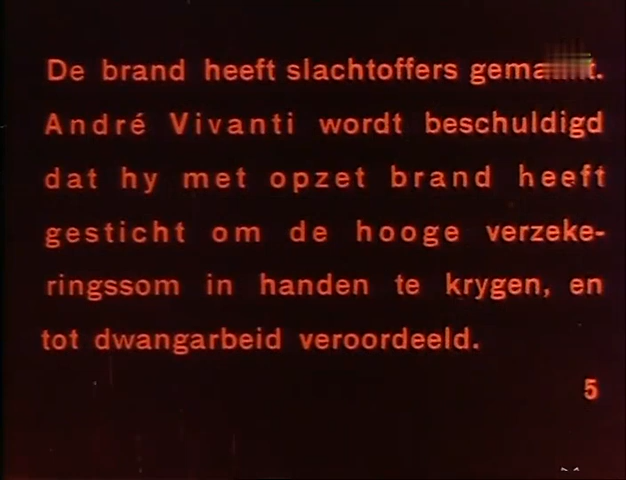 De brand heeft slachtoffers gemaakt.
André Vivanti wordt beschuldigd
dat hy met opzet brand heeft
gesticht om de hooge verzeke-
ringssom in handen te krygen, en
tot dwangarbeid veroordeeld.
5